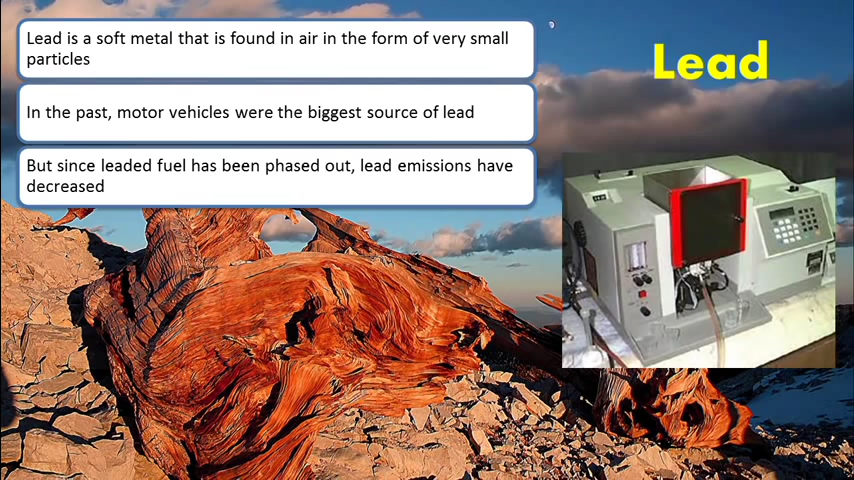 Lead is a soft metal that is found in air in the form of very small
particles
In the past, motor vehicles were the biggest source of lead
But since leaded fuel has been phased out, lead emissions have
decreased
Lead